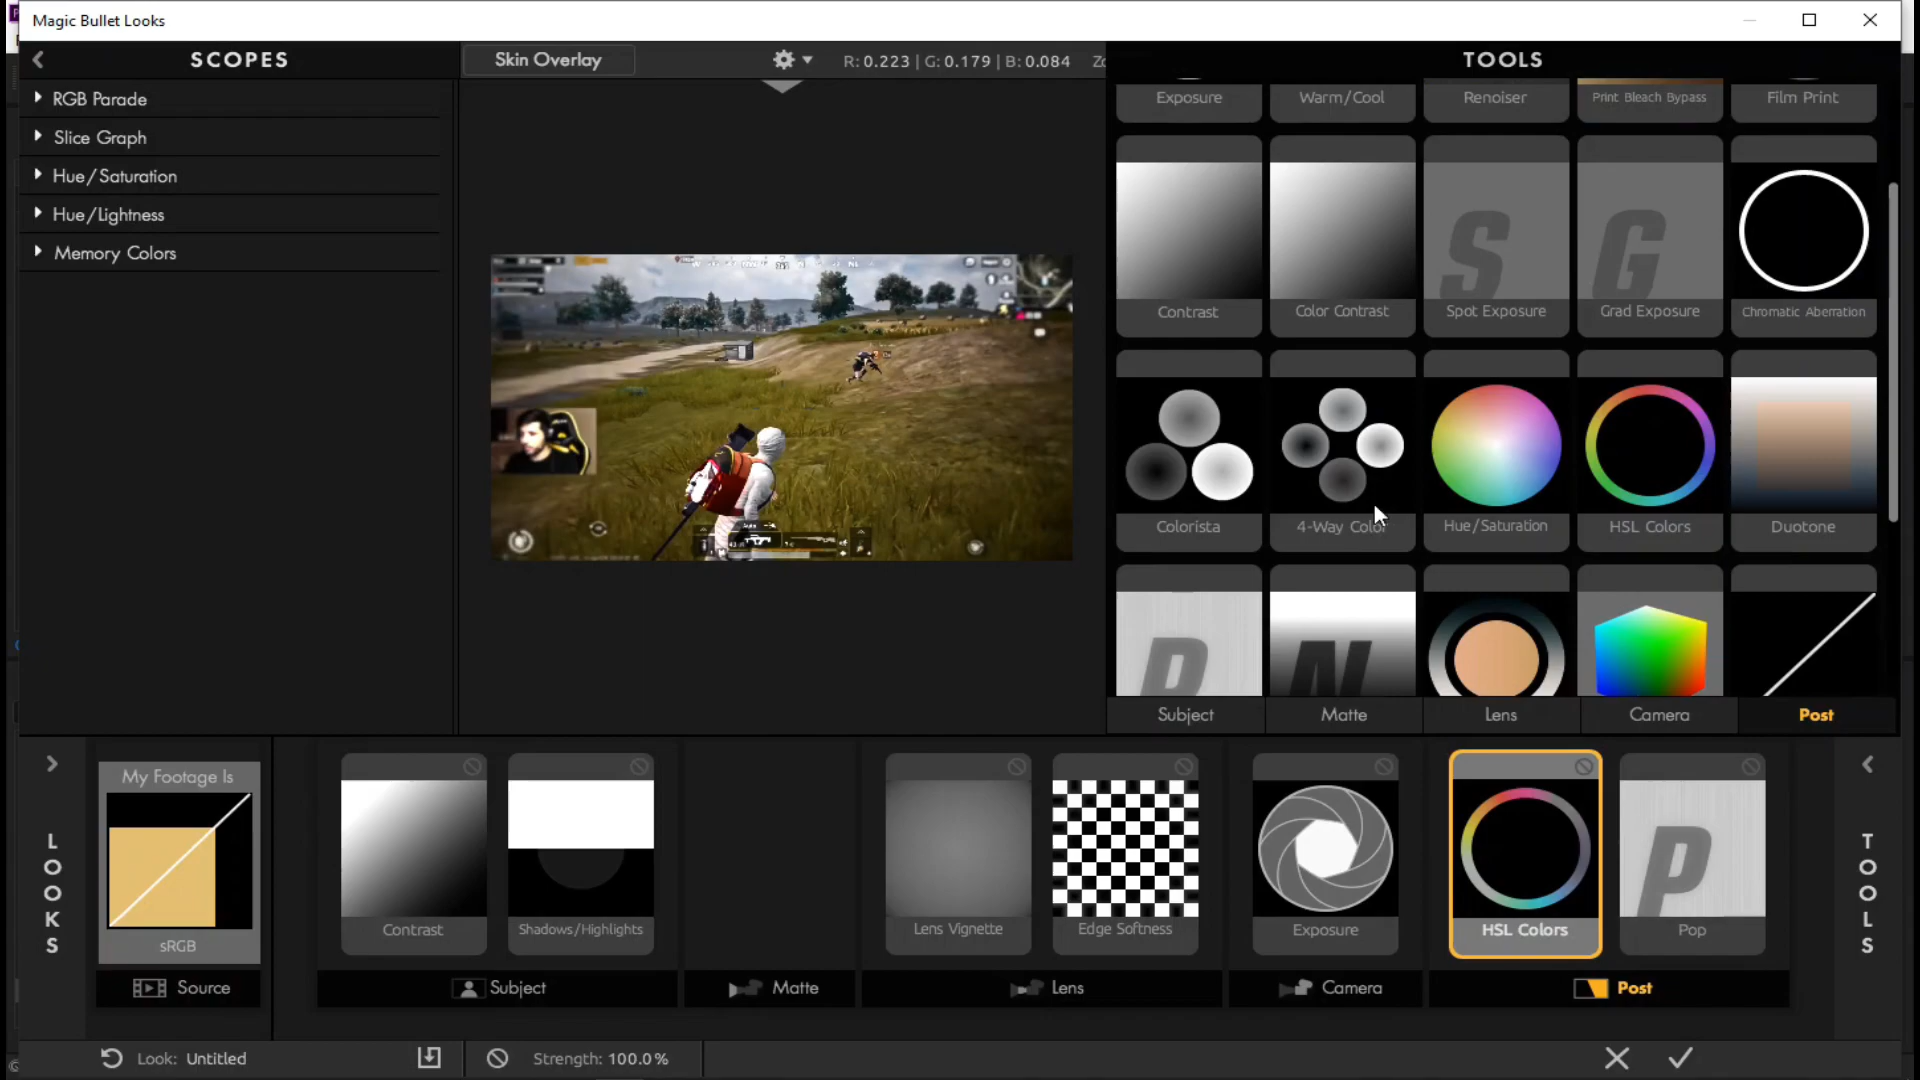 Magic Bullet Looks
SCOPES
Skin Overlay
R: 0.223 | G: 0.179 | B: 0.084
TOOLS
RGB Parade
Slice Graph
Hue/Saturation
Hue/Lightness
Memory Colors
Exposure
Warm/Cool
Renoiser
Print Bleach Bypass
Film Print
S
G
Contrast
Color Contrast
Spot Exposure
Grad Exposure
Chromatic Aberration
Colorista
4-Way Color
Hue/Saturation
HSL Colors
Duotone
Auto
P
N
Subject
Matte
Lens
Camera
Post
My Footage Is
sRGB
Source
Contrast
Shadows/Highlights
Subject
Matte
Lens Vignette
Edge Softness
Lens
Exposure
Camera
HSL Colors
P
Pop
Post
LOOKS
TOOLS
Look: Untitled
Strength: 100.0%